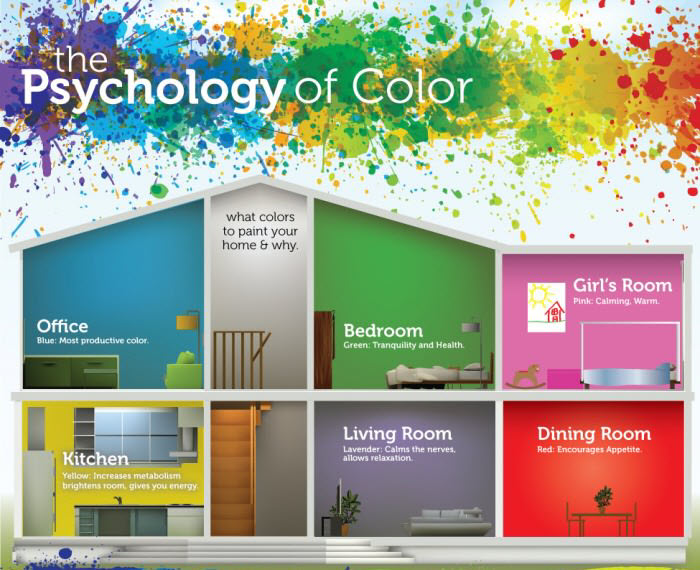 the
Psychology of Color
what colors
to paint your
home & why.
Office
Blue: Most productive color.
Bedroom
Green: Tranquility and Health.
Girl's Room
Pink: Calming, Warm.
Kitchen
Yellow: Increases metabolism
brightens room, gives you energy.
Living Room
Lavender: Calms the nerves,
allows relaxation.
Dining Room
Red: Encourages Appetite.